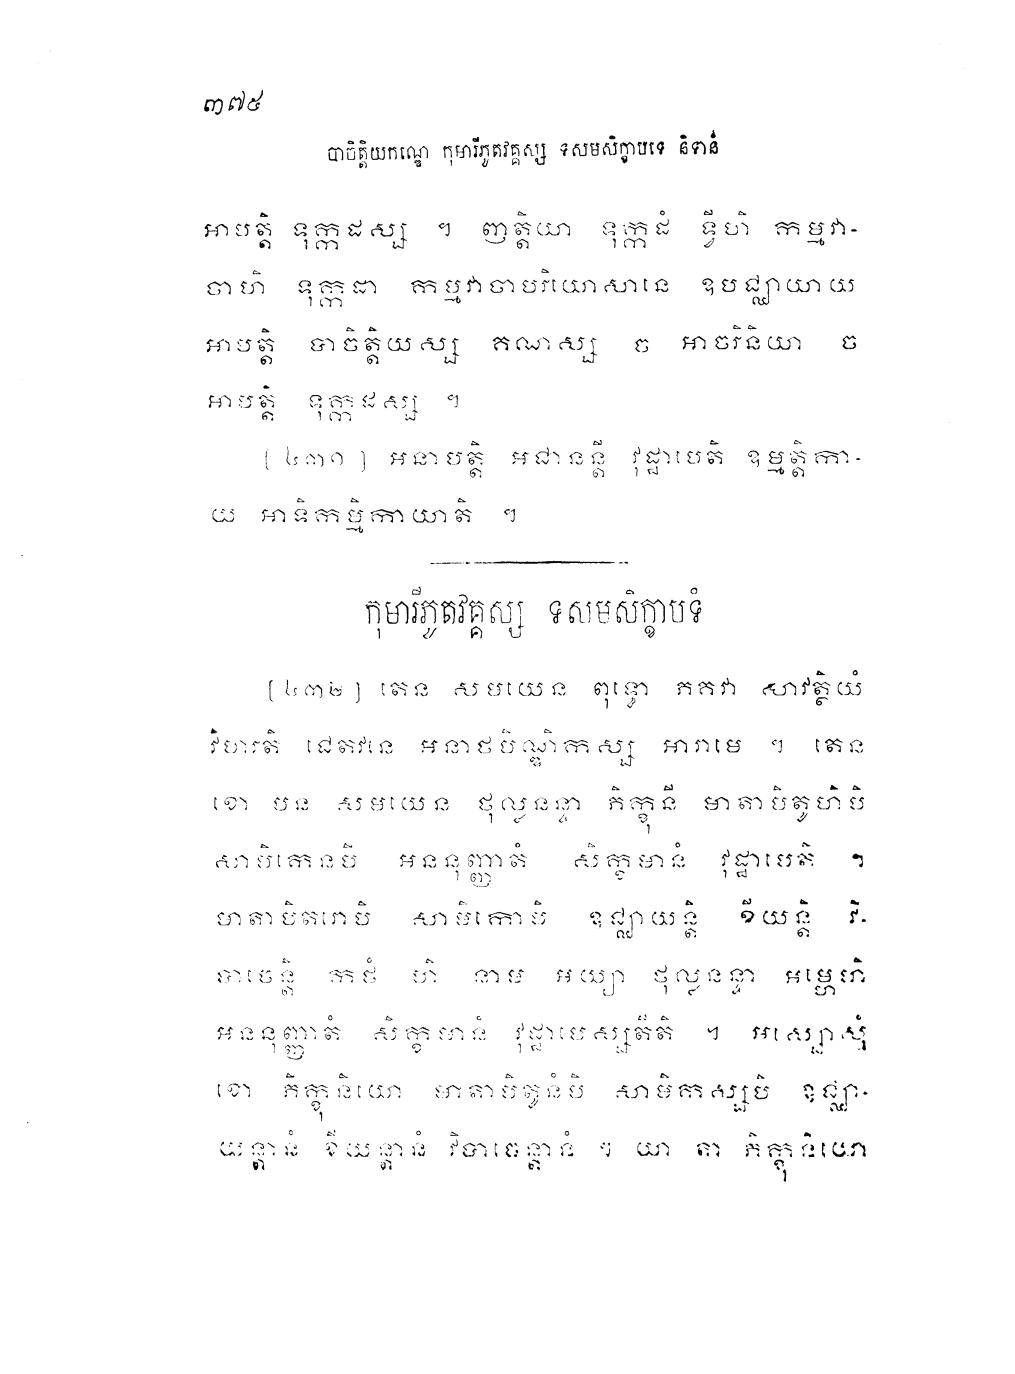 ៣៧៥
បាចិត្តិយកណ្ឌេ កុមារីភូតវគ្គស្ស ទសមសិក្ខាបទេ និទានំ
អាបត្តិ ទុក្កដស្ស ។ ញត្តិយា ទុក្កដំ ទ្វីហិ កម្មវា-
ចាហិ ទុក្កដា កម្មវាចាបរិយោសានេ ឧបជ្ឈាយាយ
អាបត្តិ បាចិត្តិយស្ស គណស្ស ច អាចរិនិយា ច
អាបត្តិ ទុក្កដស្ស ។
[ ៤៣១ ] អនាបត្តិ អជានន្តី វុដ្ឋាបេតិ ឧម្មត្តិកា-
យ អាទិកម្មិកាយាតិ ។
កុមារីភូតវគ្គស្ស ទសមសិក្ខាបទំ
[ ៤៣២ ] តេន សមយេន ពុទ្ធោ ភគវា សាវត្ថិយំ
វិហរតិ ជេតវនេ អនាថបិណ្ឌិកស្ស អារាមេ ។ តេន
ខោ បន សមយេន ថុល្លនន្ទា ភិក្ខុនី មាតាបិតូហិបិ
សាមិកេនបិ អននុញ្ញាតំ សិក្ខមានំ វុដ្ឋាបេតិ ។
មាតាបិតរោបិ សាមិកោបិ ឧជ្ឈាយន្តិ ខីយន្តិ វិ-
បាចេន្តិ កថំ ហិ នាម អយ្យា ថុល្លនន្ទា អម្ហេហិ
អននុញ្ញាតំ សិក្ខមានំ វុដ្ឋាបេស្សតីតិ ។ អស្សោសុំ
ខោ ភិក្ខុនិយោ មាតាបិតូនំបិ សាមិកស្សបិ ឧជ្ឈា-
យន្តានំ ខីយន្តានំ វិបាចេន្តានំ ។ យា តា ភិក្ខុនិយោ